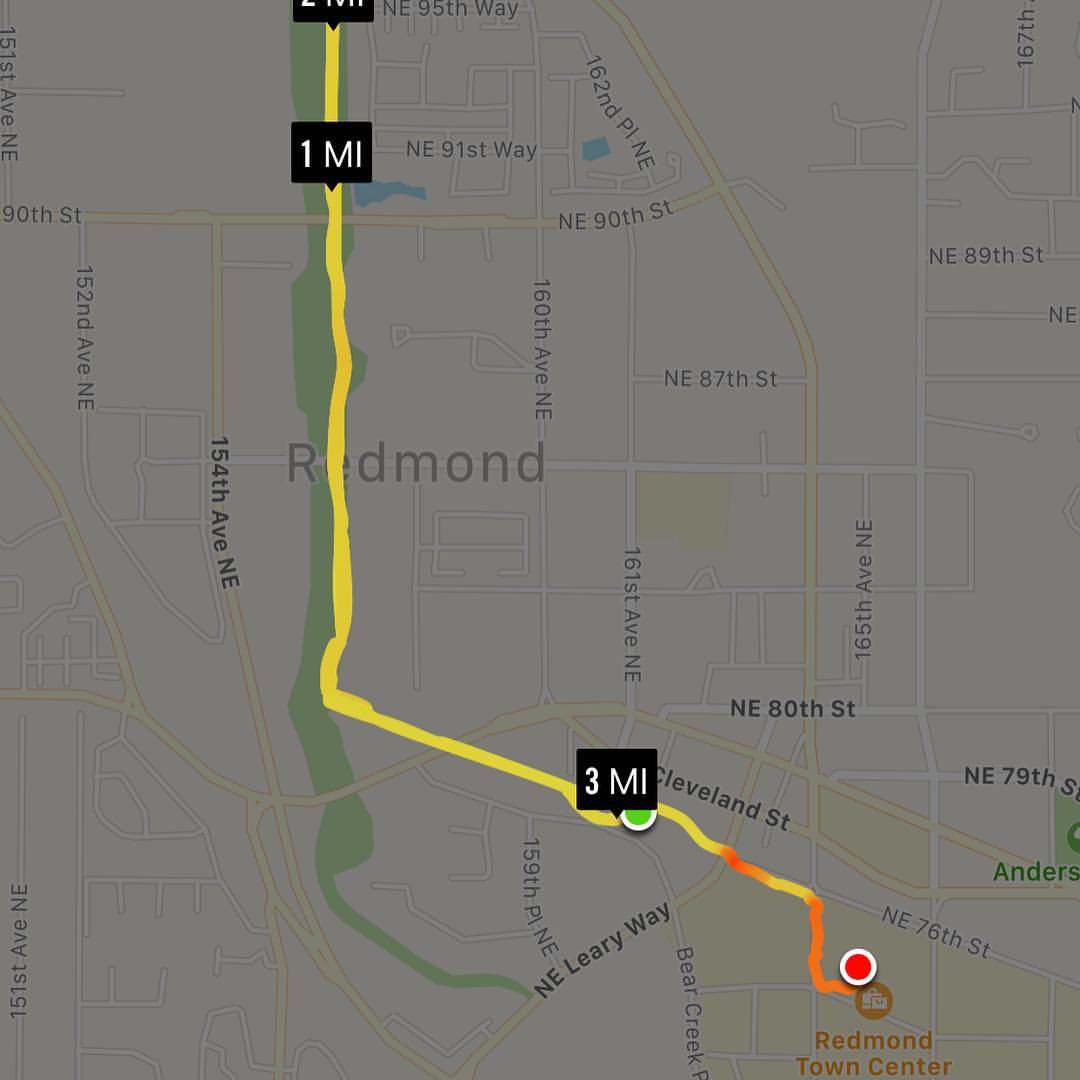 2 MI
NE 95th Way
151st Ave NE
162nd Pl NE
167th
1 MI
NE 91st Way
90th St
NE 90th St
NE 89th St
152nd Ave NE
160th Ave NE
NE
NE 87th St
154th Ave NE
Redmond
161st Ave NE
165th Ave NE
NE 80th St
3 MI
Cleveland St
NE 79th St
159th Pl NE
Anders
151st Ave NE
NE Leary Way
NE 76th St
Bear Creek P
Redmond
Town Center